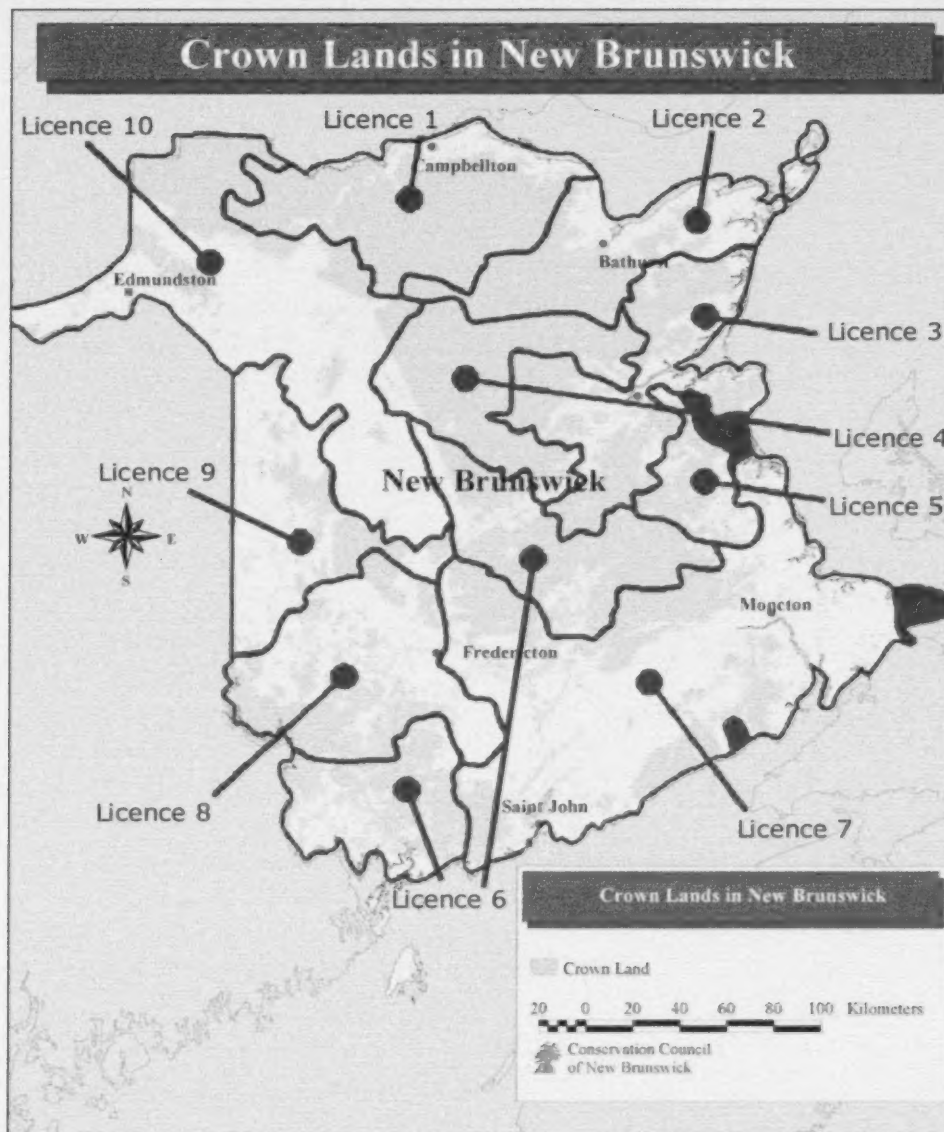 Crown Lands in New Brunswick
Licence 10
Licence 1
Licence 2
Campbellton
Bathurst
Edmundston
Licence 3
Licence 4
Licence 9
New Brunswick
Licence 5
N
W E
S
Moncton
Fredericton
Licence 8
Saint John
Licence 7
Licence 6
Crown Lands in New Brunswick
Crown Land
20 0 20 40 60 80 100 Kilometers
Conservation Council
of New Brunswick